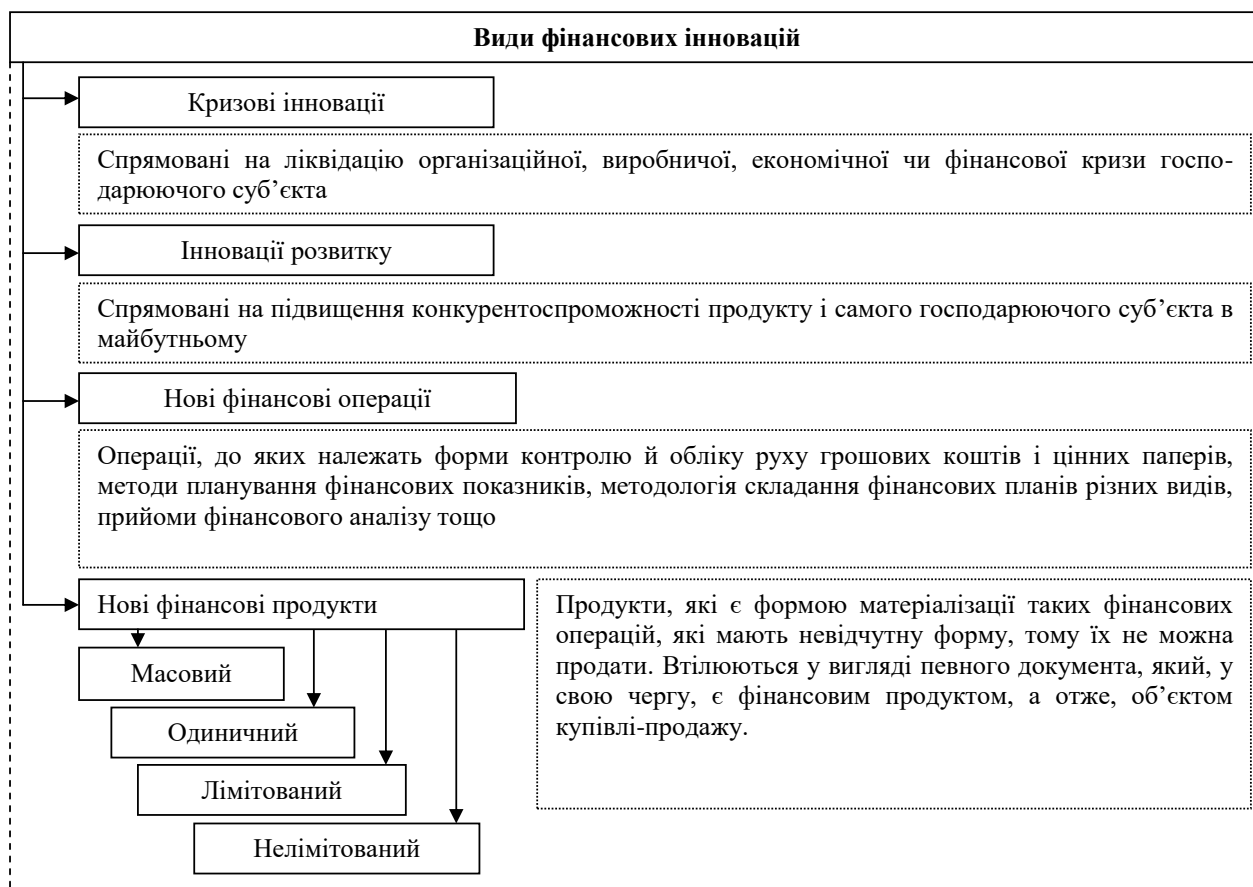 Види фінансових інновацій
Кризові інновації
Спрямовані на ліквідацію організаційної, виробничої, економічної чи фінансової кризи госпо-
дарюючого суб’єкта
Інновації розвитку
Спрямовані на підвищення конкурентоспроможності продукту і самого господарюючого суб’єкта в
майбутньому
Нові фінансові операції
Операції, до яких належать форми контролю й обліку руху грошових коштів і цінних паперів,
методи планування фінансових показників, методологія складання фінансових планів різних видів,
прийоми фінансового аналізу тощо
Нові фінансові продукти
Масовий
Одиничний
Лімітований
Нелімітований
Продукти, які є формою матеріалізації таких фінансових
операцій, які мають невідчутну форму, тому їх не можна
продати. Втілюються у вигляді певного документа, який, у
свою чергу, є фінансовим продуктом, а отже, об’єктом
купівлі-продажу.